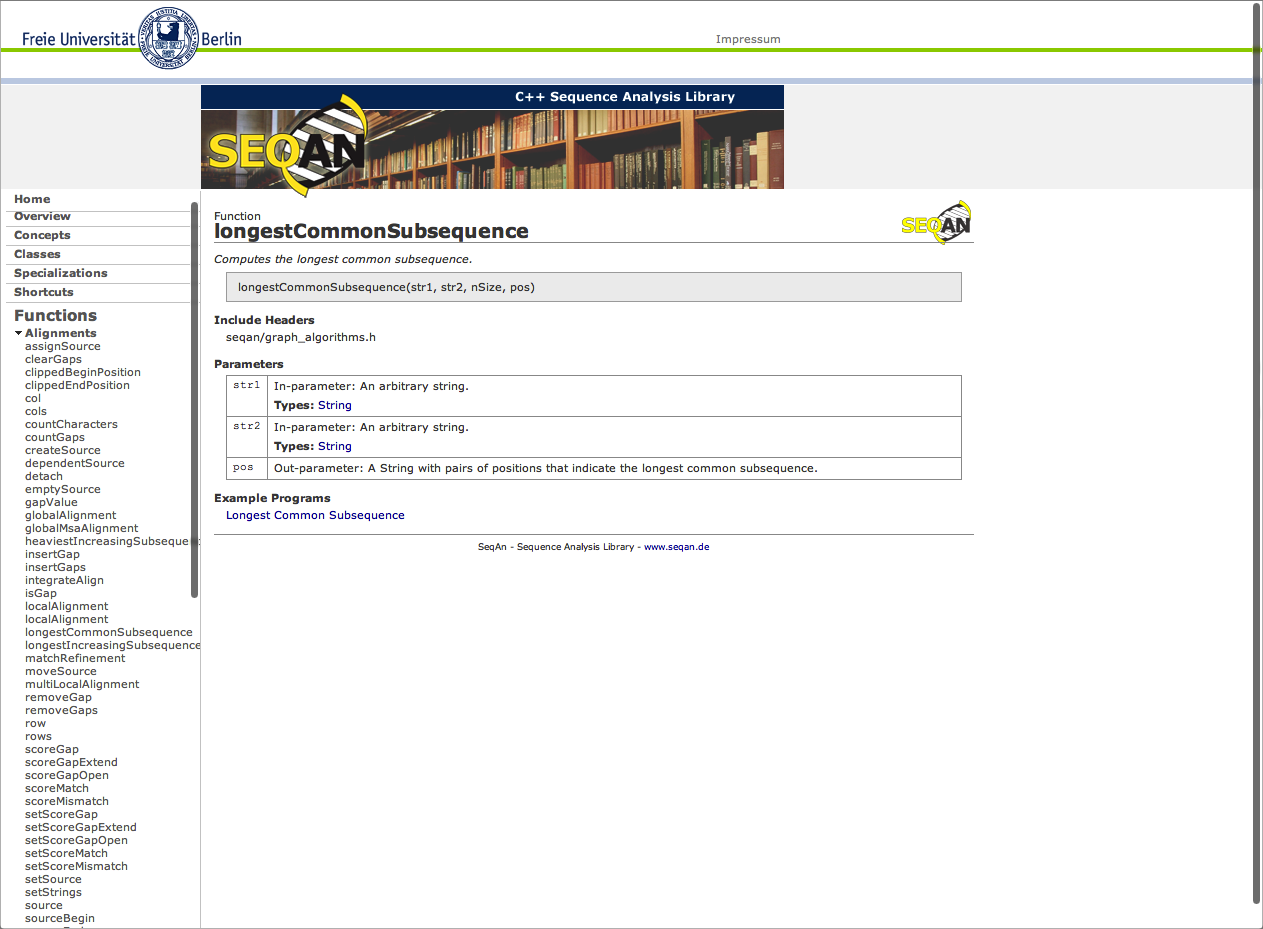 Freie Universität Berlin
Impressum
C++ Sequence Analysis Library
SEQAN
Home
Overview
Concepts
Classes
Specializations
Shortcuts
Functions
Alignments
assignSource
clearGaps
clippedBeginPosition
clippedEndPosition
col
cols
countCharacters
countGaps
createSource
dependentSource
detach
emptySource
gapValue
globalAlignment
globalMsaAlignment
heaviestIncreasingSubsequen
insertGap
insertGaps
integrateAlign
isGap
localAlignment
localAlignment
longestCommonSubsequence
longestIncreasingSubsequence
matchRefinement
moveSource
multiLocalAlignment
removeGap
removeGaps
row
rows
scoreGap
scoreGapExtend
scoreGapOpen
scoreMatch
scoreMismatch
setScoreGap
setScoreGapExtend
setScoreGapOpen
setScoreMatch
setScoreMismatch
setSource
setStrings
source
sourceBegin
Function
longestCommonSubsequence
SEQAN
Computes the longest common subsequence.
longestCommonSubsequence(str1, str2, nSize, pos)
Include Headers
seqan/graph_algorithms.h
Parameters
str1 In-parameter: An arbitrary string.
Types: String
str2 In-parameter: An arbitrary string.
Types: String
pos Out-parameter: A String with pairs of positions that indicate the longest common subsequence.
Example Programs
Longest Common Subsequence
SeqAn - Sequence Analysis Library - www.seqan.de